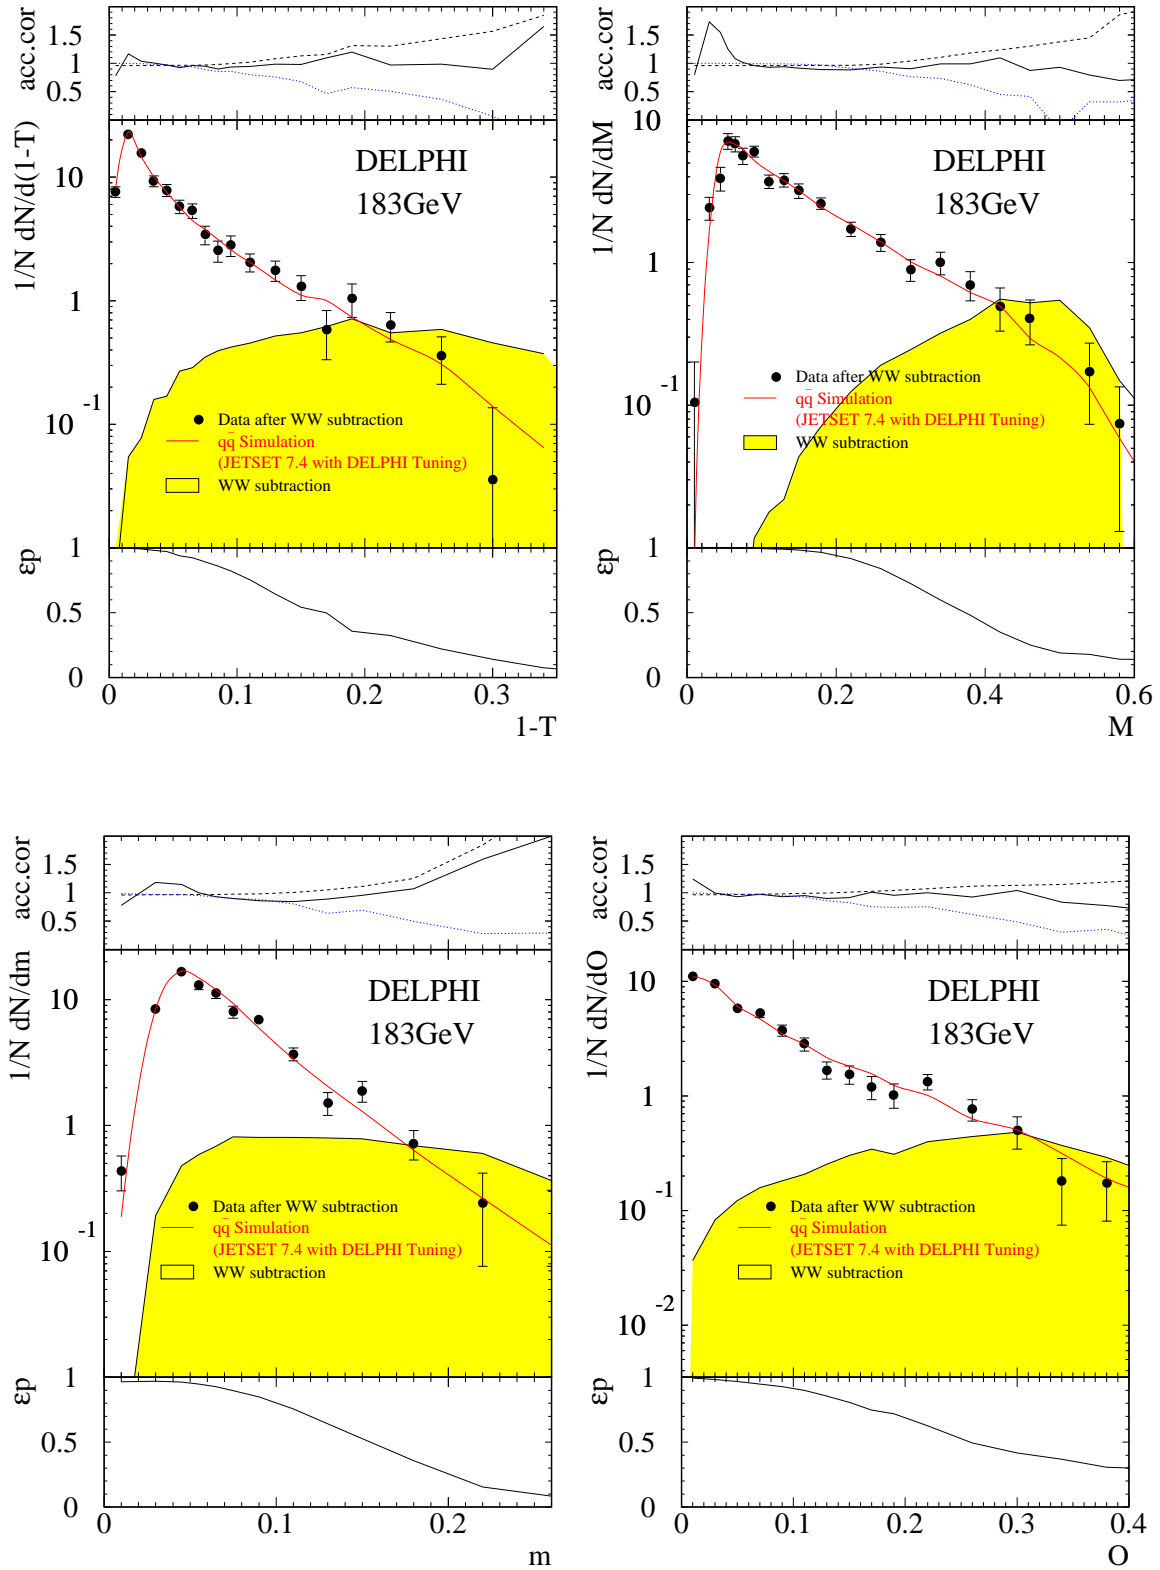 acc.cor
1.5
1
0.5
1/N dN/d(1-T)
10
1
10 -1
DELPHI
183GeV
Data after WW subtraction
qq̄ Simulation
(JETSET 7.4 with DELPHI Tuning)
WW subtraction
εp
1
0.5
0
0 0.1 0.2 0.3
1-T
acc.cor
1.5
1
0.5
1/N dN/dM
10
1
10 -1
DELPHI
183GeV
Data after WW subtraction
qq̄ Simulation
(JETSET 7.4 with DELPHI Tuning)
WW subtraction
εp
1
0.5
0
0 0.2 0.4 0.6
M
acc.cor
1.5
1
0.5
1/N dN/dm
10
1
10 -1
DELPHI
183GeV
Data after WW subtraction
qq̄ Simulation
(JETSET 7.4 with DELPHI Tuning)
WW subtraction
εp
1
0.5
0
0 0.1 0.2
m
acc.cor
1.5
1
0.5
1/N dN/dO
10
1
10 -1
10 -2
DELPHI
183GeV
Data after WW subtraction
qq̄ Simulation
(JETSET 7.4 with DELPHI Tuning)
WW subtraction
εp
1
0.5
0
0 0.1 0.2 0.3 0.4
O